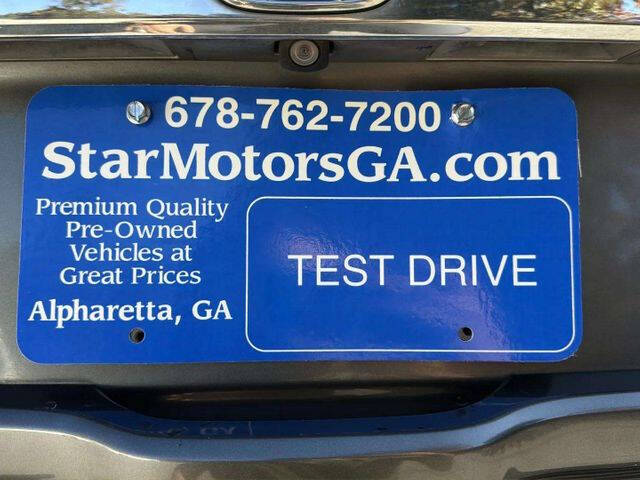 678-762-7200
StarMotorsGA.com
Premium Quality
Pre-Owned
Vehicles at
Great Prices
Alpharetta, GA
TEST DRIVE